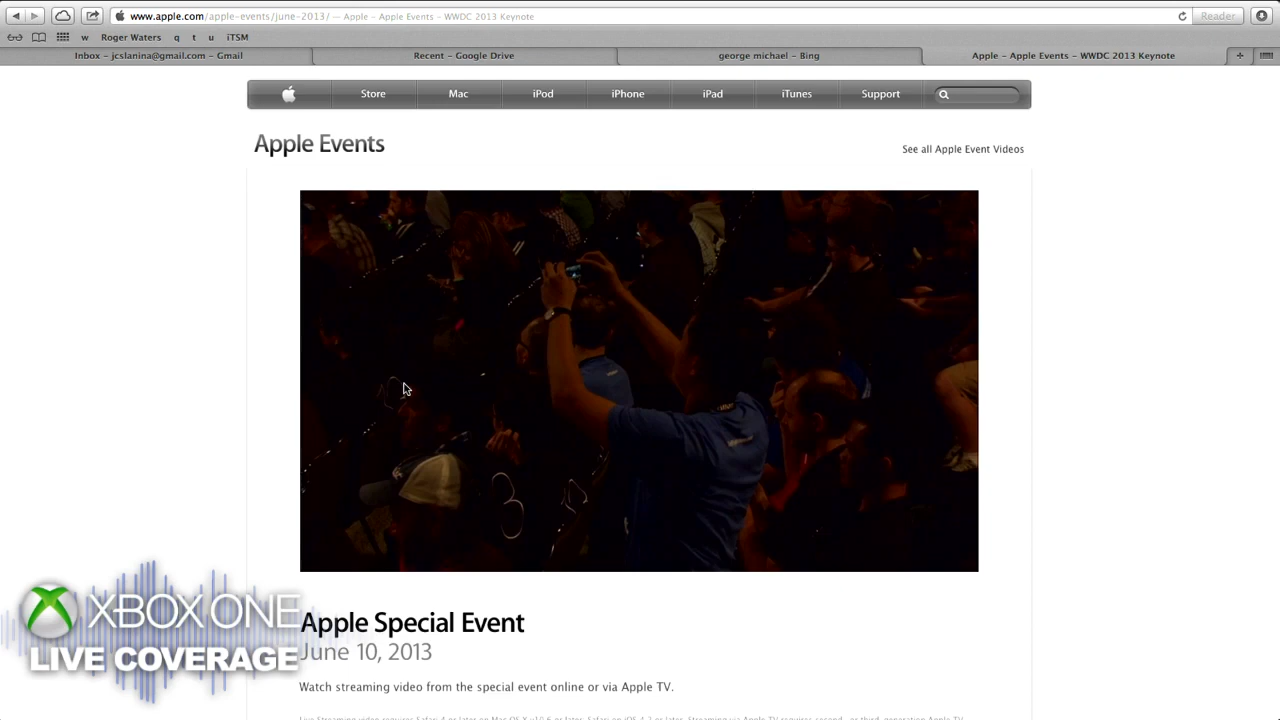 www.apple.com/apple-events/june-2013/ — Apple - Apple Events - WWDC 2013 Keynote
Reader
w Roger Waters q t u iTSM
Inbox - jcslanina@gmail.com - Gmail
Recent - Google Drive
george michael - Bing
Apple - Apple Events - WWDC 2013 Keynote
Store Mac iPod iPhone iPad iTunes Support
Apple Events
See all Apple Event Videos
XBOX ONE
LIVE COVERAGE
Apple Special Event
June 10, 2013
Watch streaming video from the special event online or via Apple TV.